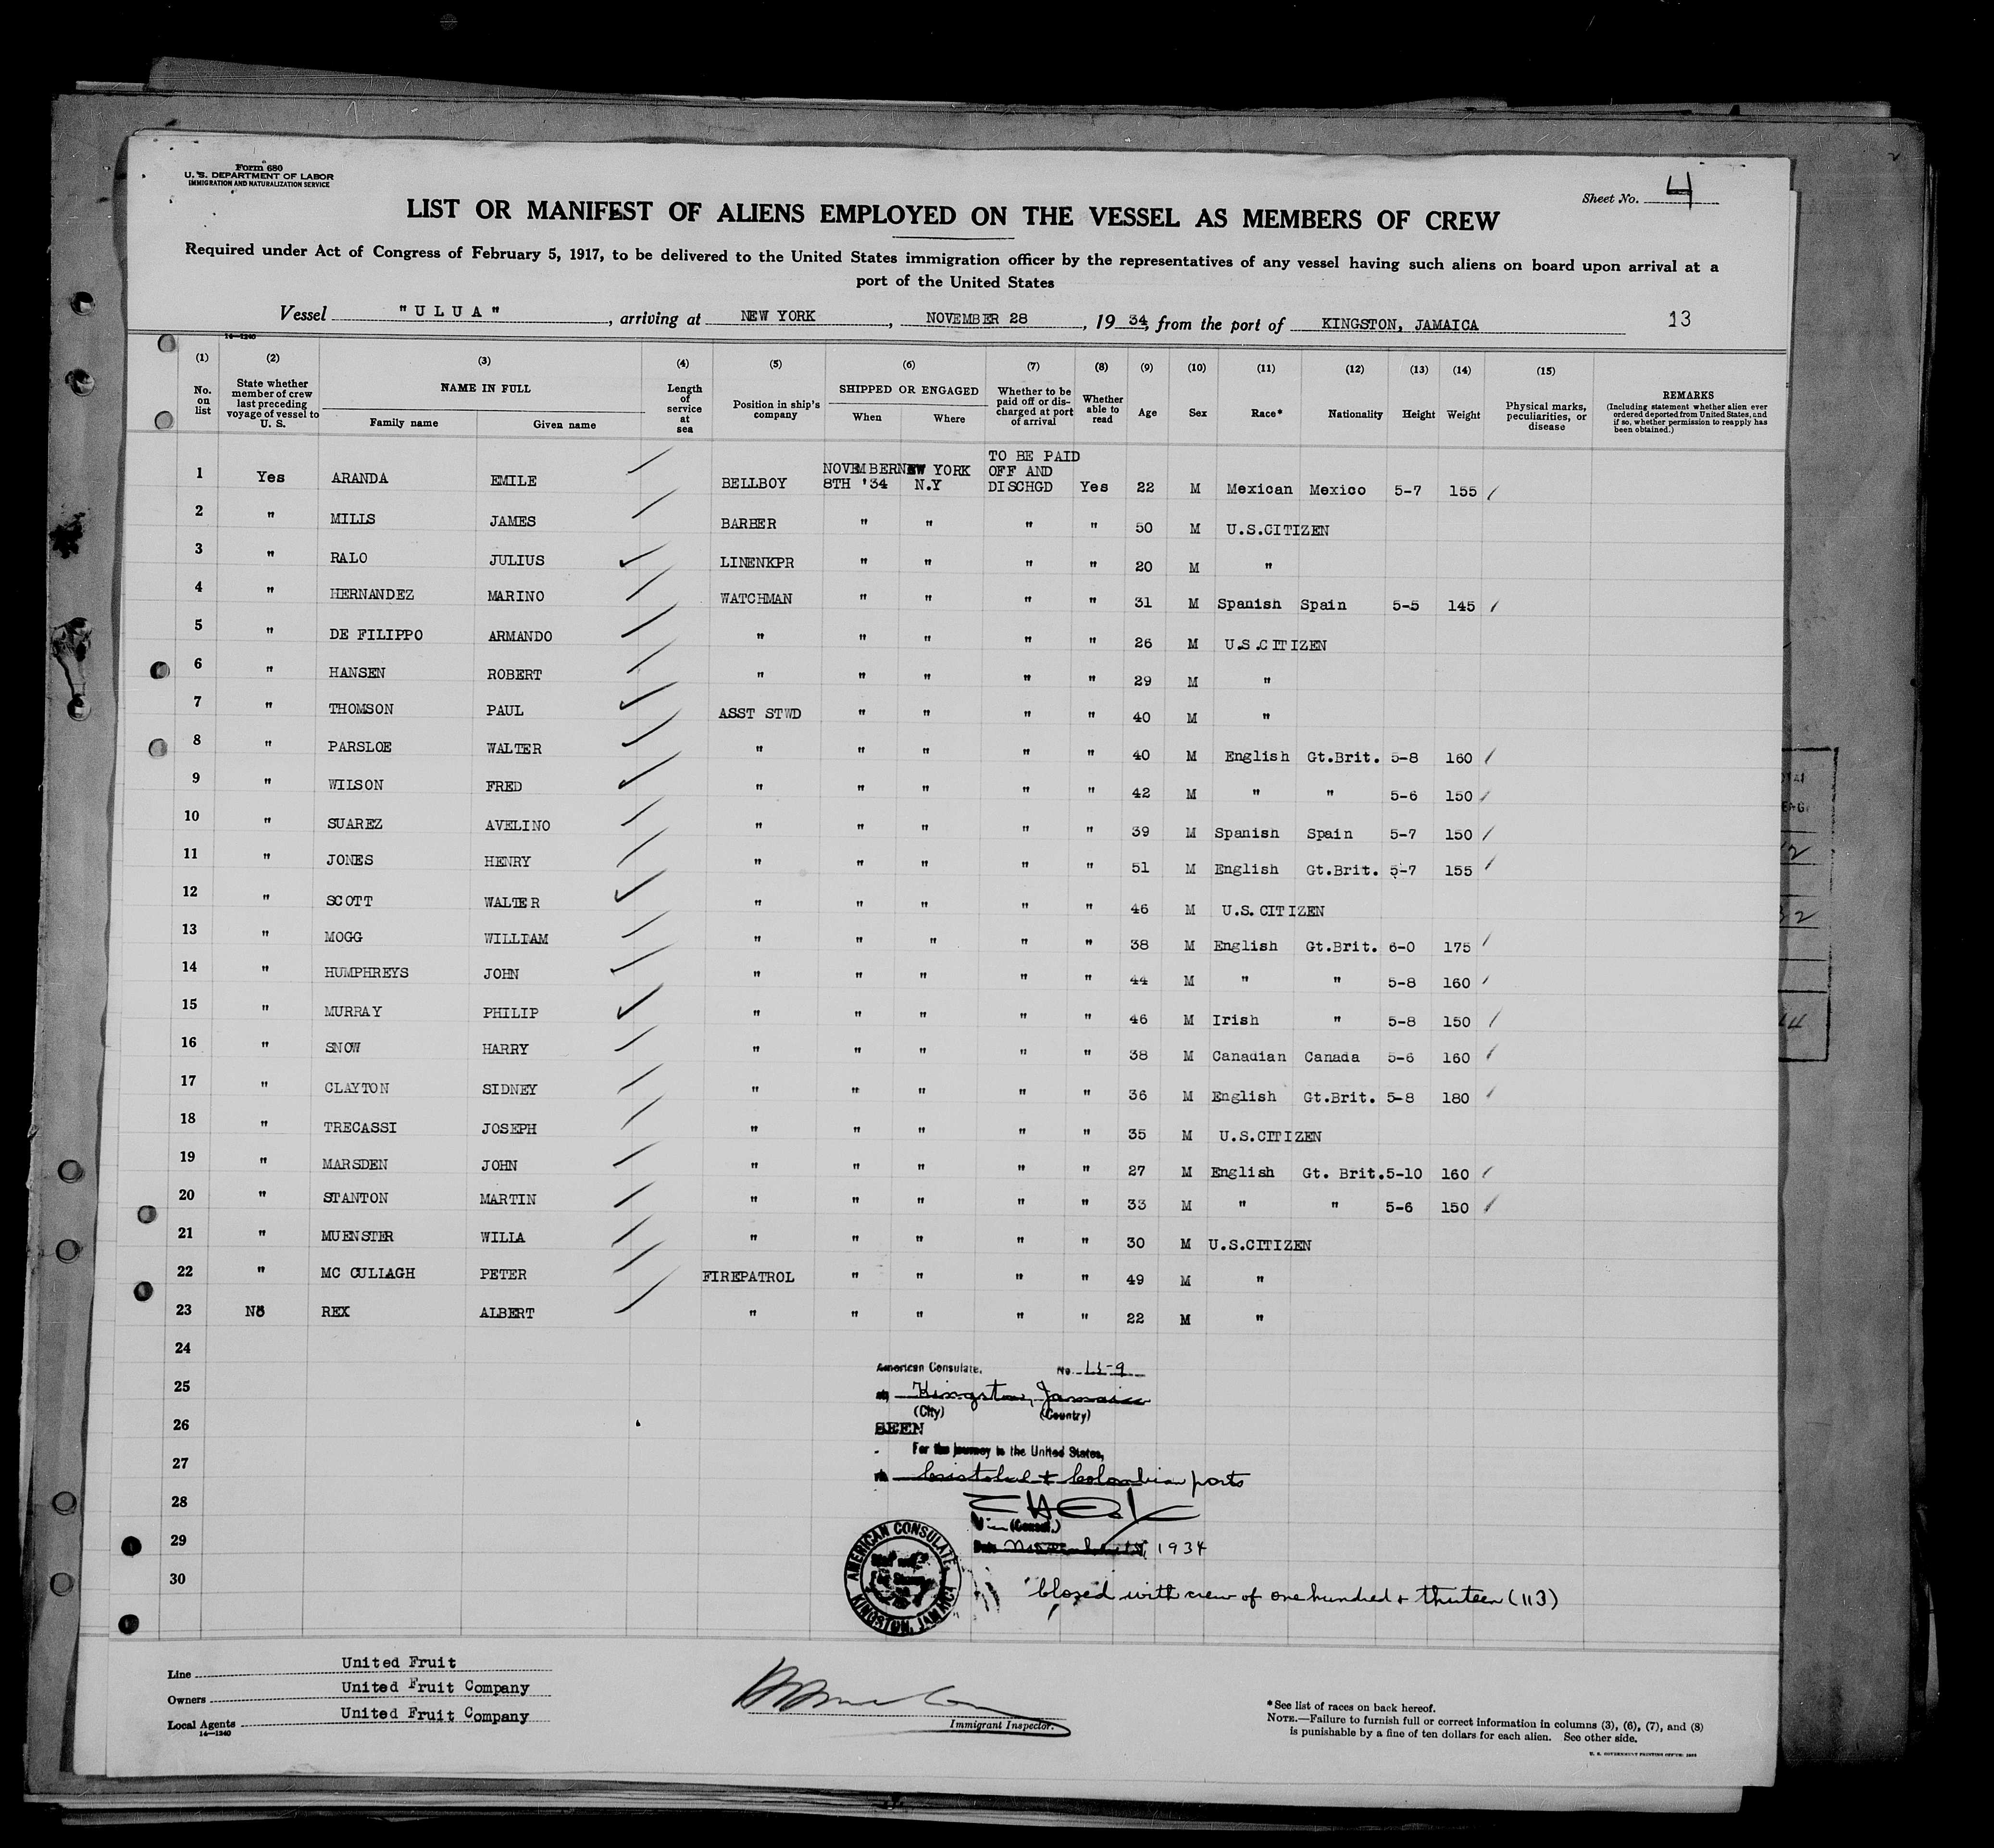 Form 680
U. S. DEPARTMENT OF LABOR
IMMIGRATION AND NATURALIZATION SERVICE
Sheet No. 4
LIST OR MANIFEST OF ALIENS EMPLOYED ON THE VESSEL AS MEMBERS OF CREW
Required under Act of Congress of February 5, 1917, to be delivered to the United States immigration officer by the representatives of any vessel having such aliens on board upon arrival at a
port of the United States
Vessel "ULUA", arriving at NEW YORK, NOVEMBER 28, 1934 from the port of KINGSTON, JAMAICA 13
14—1240
(1) (2) (3) (4) (5) (6) (7) (8) (9) (10) (11) (12) (13) (14) (15)
No. on list State whether member of crew last preceding voyage of vessel to U. S. NAME IN FULL Family name Given name Length of service at sea Position in ship's company SHIPPED OR ENGAGED When Where Whether to be paid off or discharged at port of arrival Whether able to read Age Sex Race* Nationality Height Weight Physical marks, peculiarities, or disease REMARKS (Including statement whether alien ever ordered deported from United States, and if so, whether permission to reapply has been obtained.)
1 Yes ARANDA EMILE BELLBOY NOVEMBER 8TH '34 NEW YORK N.Y TO BE PAID OFF AND DISCHGD Yes 22 M Mexican Mexico 5-7 155
2 " MILLS JAMES BARBER " " " " 50 M U.S.CITIZEN
3 " RALO JULIUS LINENKPR " " " " 20 M "
4 " HERNANDEZ MARINO WATCHMAN " " " " 31 M Spanish Spain 5-5 145
5 " DE FILIPPO ARMANDO " " " " " 26 M U.S.CITIZEN
6 " HANSEN ROBERT " " " " " 29 M "
7 " THOMSON PAUL ASST STWD " " " " 40 M "
8 " PARSLOE WALTER " " " " " 40 M English Gt.Brit. 5-8 160
9 " WILSON FRED " " " " " 42 M " " 5-6 150
10 " SUAREZ AVELINO " " " " " 39 M Spanish Spain 5-7 150
11 " JONES HENRY " " " " " 51 M English Gt.Brit. 5-7 155
12 " SCOTT WALTER " " " " " 46 M U.S.CITIZEN
13 " MOGG WILLIAM " " " " " 38 M English Gt.Brit. 6-0 175
14 " HUMPHREYS JOHN " " " " " 44 M " " 5-8 160
15 " MURRAY PHILIP " " " " " 46 M Irish " 5-8 150
16 " SNOW HARRY " " " " " 38 M Canadian Canada 5-6 160
17 " CLAYTON SIDNEY " " " " " 36 M English Gt.Brit. 5-8 180
18 " TRECASSI JOSEPH " " " " " 35 M U.S.CITIZEN
19 " MARSDEN JOHN " " " " " 27 M English Gt. Brit. 5-10 160
20 " STANTON MARTIN " " " " " 33 M " " 5-6 150
21 " MUENSTER WILLA " " " " " 30 M U.S.CITIZEN
22 " MC CULLAGH PETER FIREPATROL " " " " 49 M "
23 No REX ALBERT " " " " " 22 M "
24
American Consulate. No.
25
Kingston, Jamaica
(City) (Country)
26
SEEN
For the journey to the United States,
27
Cristobal + Colombian ports
28
Vice (Consul.)
29
Date November 1934
AMERICAN CONSULATE, KINGSTON, JAMAICA
30
Closed with crew of one hundred + thirteen (113)
Line United Fruit
Owners United Fruit Company
Local Agents United Fruit Company
14—1240
Immigrant Inspector.
*See list of races on back hereof.
NOTE.—Failure to furnish full or correct information in columns (3), (6), (7), and (8)
is punishable by a fine of ten dollars for each alien. See other side.